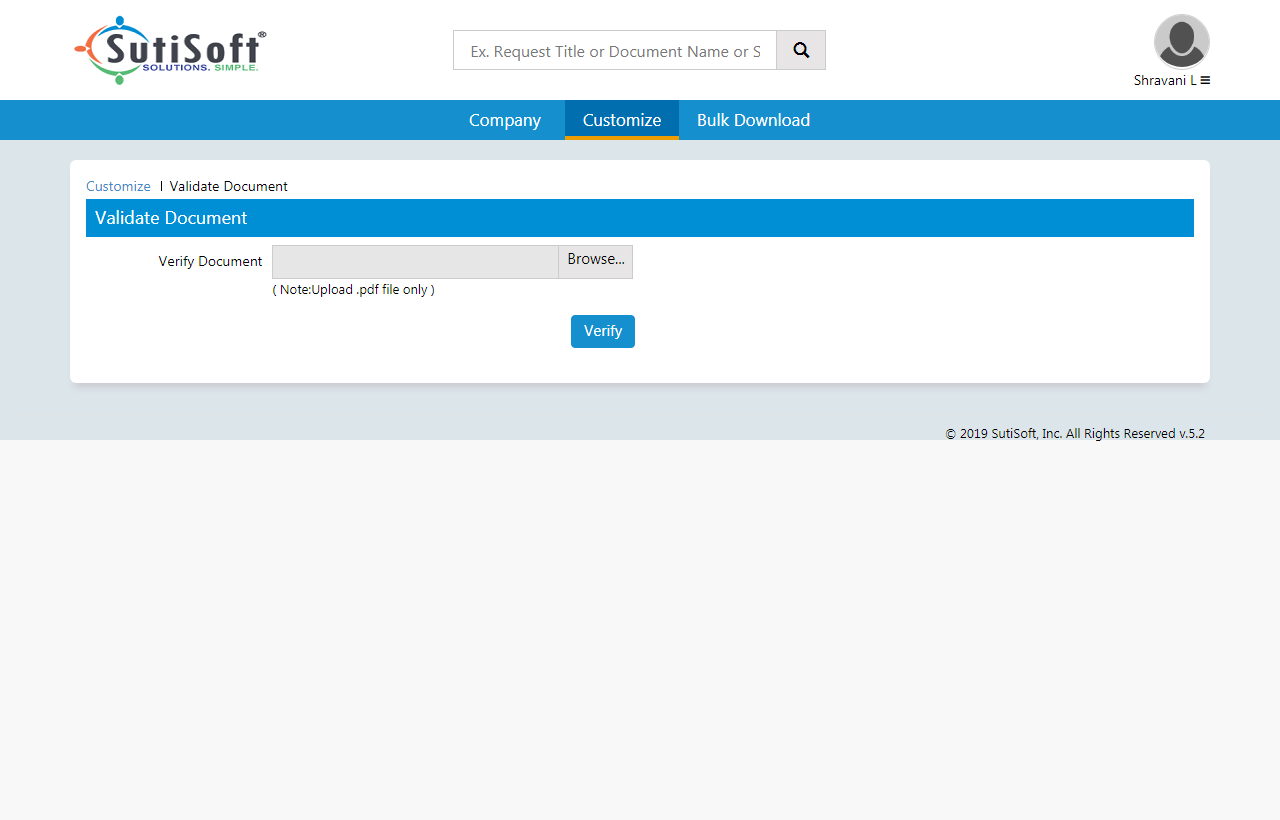 SutiSoft®
SOLUTIONS. SIMPLE.
Ex. Request Title or Document Name or S
Shravani L
Company
Customize
Bulk Download
Customize | Validate Document
Validate Document
Verify Document
Browse...
( Note:Upload .pdf file only )
Verify
© 2019 SutiSoft, Inc. All Rights Reserved v.5.2